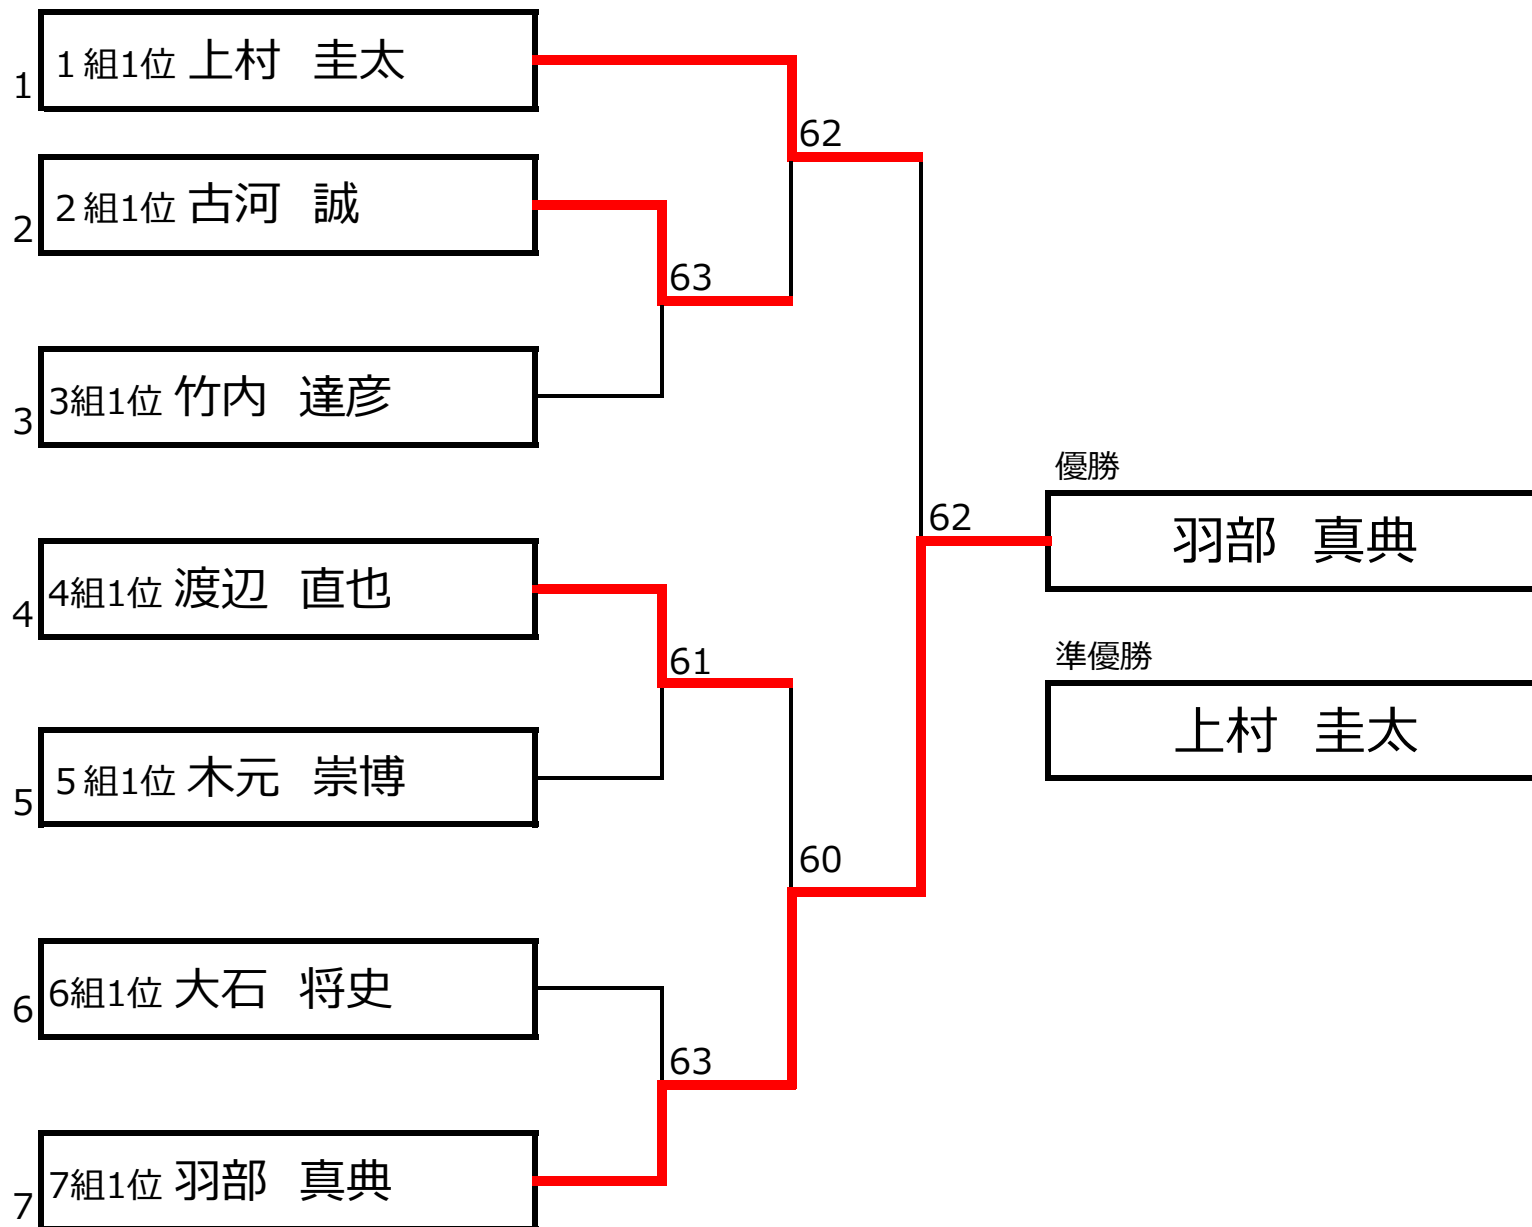 1
１組1位 上村　圭太
62
2
２組1位 古河　誠
63
3
3組1位 竹内　達彦
優勝
62
羽部　真典
4
4組1位 渡辺　直也
61
準優勝
上村　圭太
5
５組1位 木元　崇博
60
6
6組1位 大石　将史
63
7
7組1位 羽部　真典